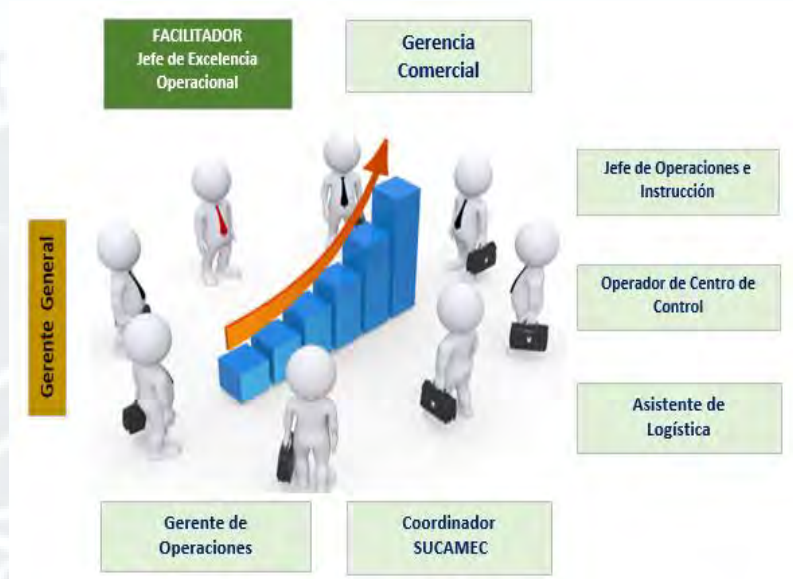 FACILITADOR
Jefe de Excelencia
Operacional
Gerencia
Comercial
Jefe de Operaciones e
Instrucción
Gerente General
Operador de Centro de
Control
Asistente de
Logística
Gerente de
Operaciones
Coordinador
SUCAMEC